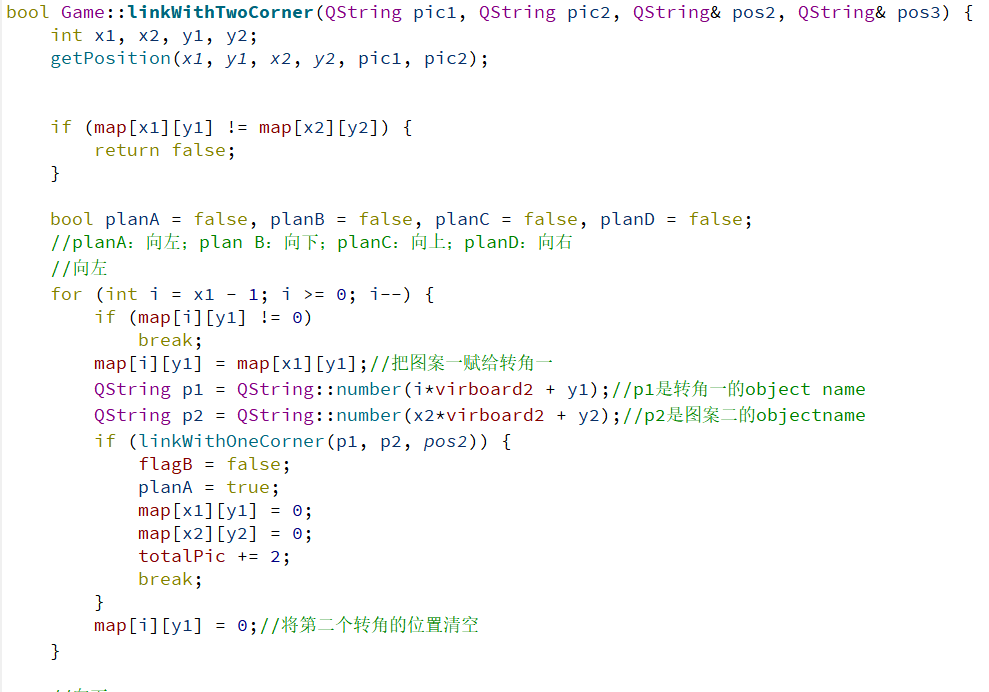 bool Game::linkWithTwoCorner(QString pic1, QString pic2, QString& pos2, QString& pos3) {
    int x1, x2, y1, y2;
    getPosition(x1, y1, x2, y2, pic1, pic2);
    if (map[x1][y1] != map[x2][y2]) {
        return false;
    }
    bool planA = false, planB = false, planC = false, planD = false;
    //planA：向左；plan B：向下；planC：向上；planD：向右
    //向左
    for (int i = x1 - 1; i >= 0; i--) {
        if (map[i][y1] != 0)
            break;
        map[i][y1] = map[x1][y1];//把图案一赋给转角一
        QString p1 = QString::number(i*virboard2 + y1);//p1是转角一的object name
        QString p2 = QString::number(x2*virboard2 + y2);//p2是图案二的objectname
        if (linkWithOneCorner(p1, p2, pos2)) {
            flagB = false;
            planA = true;
            map[x1][y1] = 0;
            map[x2][y2] = 0;
            totalPic += 2;
            break;
        }
        map[i][y1] = 0;//将第二个转角的位置清空
    }